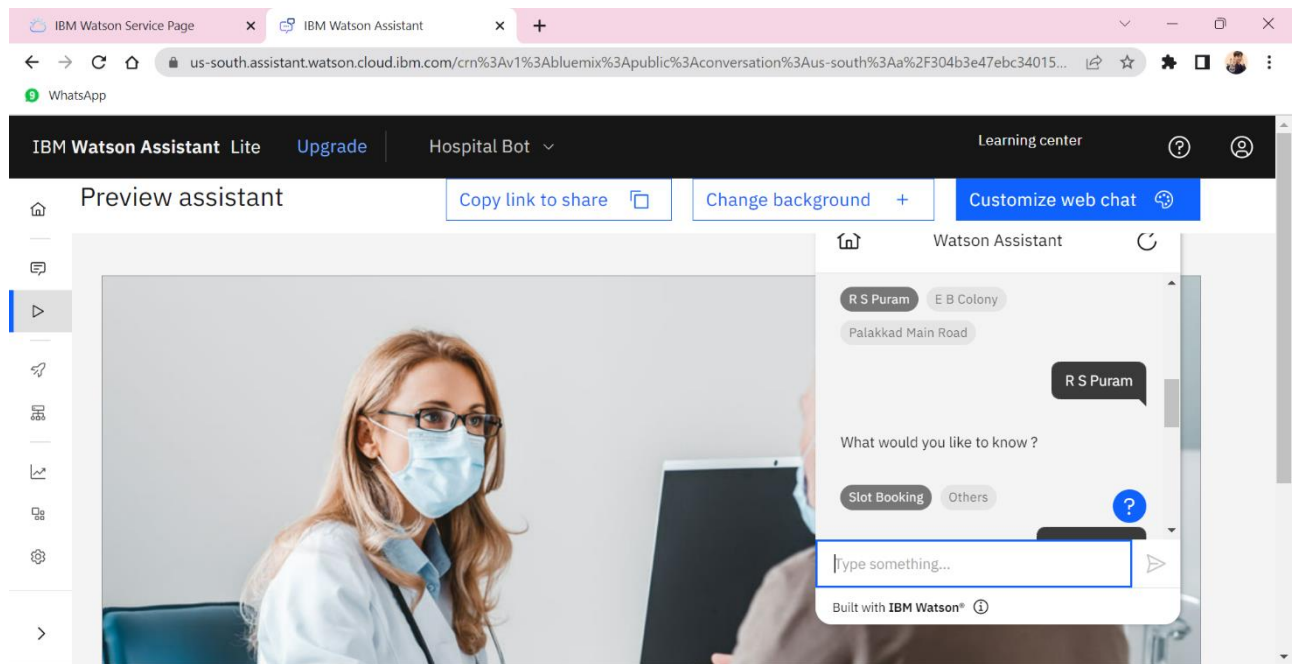 IBM Watson Service Page
IBM Watson Assistant
us-south.assistant.watson.cloud.ibm.com/crn%3Av1%3Abluemix%3Apublic%3Aconversation%3Aus-south%3Aa%2F304b3e47ebc34015...
9 WhatsApp
IBM Watson Assistant Lite Upgrade Hospital Bot Learning center
Preview assistant Copy link to share Change background + Customize web chat
Watson Assistant
R S Puram E B Colony
Palakkad Main Road
R S Puram
What would you like to know ?
Slot Booking Others
?
Type something...
Built with IBM Watson®